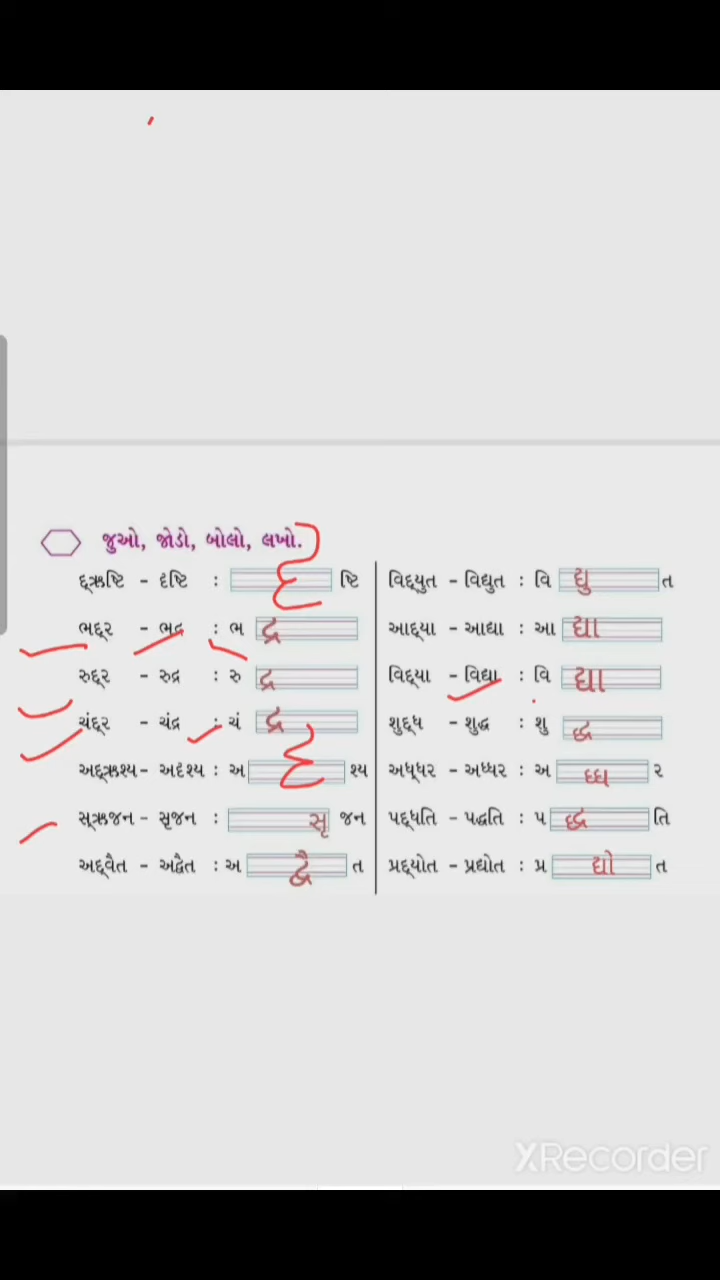 જુઓ, જોડો, બોલો, લખો.
દ્ઋષ્ટિ - દૃષ્ટિ : દૃ ષ્ટિ
ભદ્ર - ભદ્ર : ભ દ્ર
રુદ્ર - રુદ્ર : રુ દ્ર
ચંદ્ર - ચંદ્ર : ચં દ્ર
અદ્ઋશ્ય - અદૃશ્ય : અ દૃ શ્ય
સ્ઋજન - સૃજન : સૃ જન
અદ્વૈત - અદ્વૈત : અ દ્વૈ ત
વિદ્યુત - વિદ્યુત : વિ દ્યુ ત
આદ્યા - આદ્યા : આ દ્યા
વિદ્યા - વિદ્યા : વિ દ્યા
શુદ્ધ - શુદ્ધ : શુ દ્ધ
અધ્ધર - અધ્ધર : અ ધ્ધ ર
પદ્ધતિ - પદ્ધતિ : પ દ્ધ તિ
પ્રદ્યોત - પ્રદ્યોત : પ્ર દ્યો ત
XRecorder